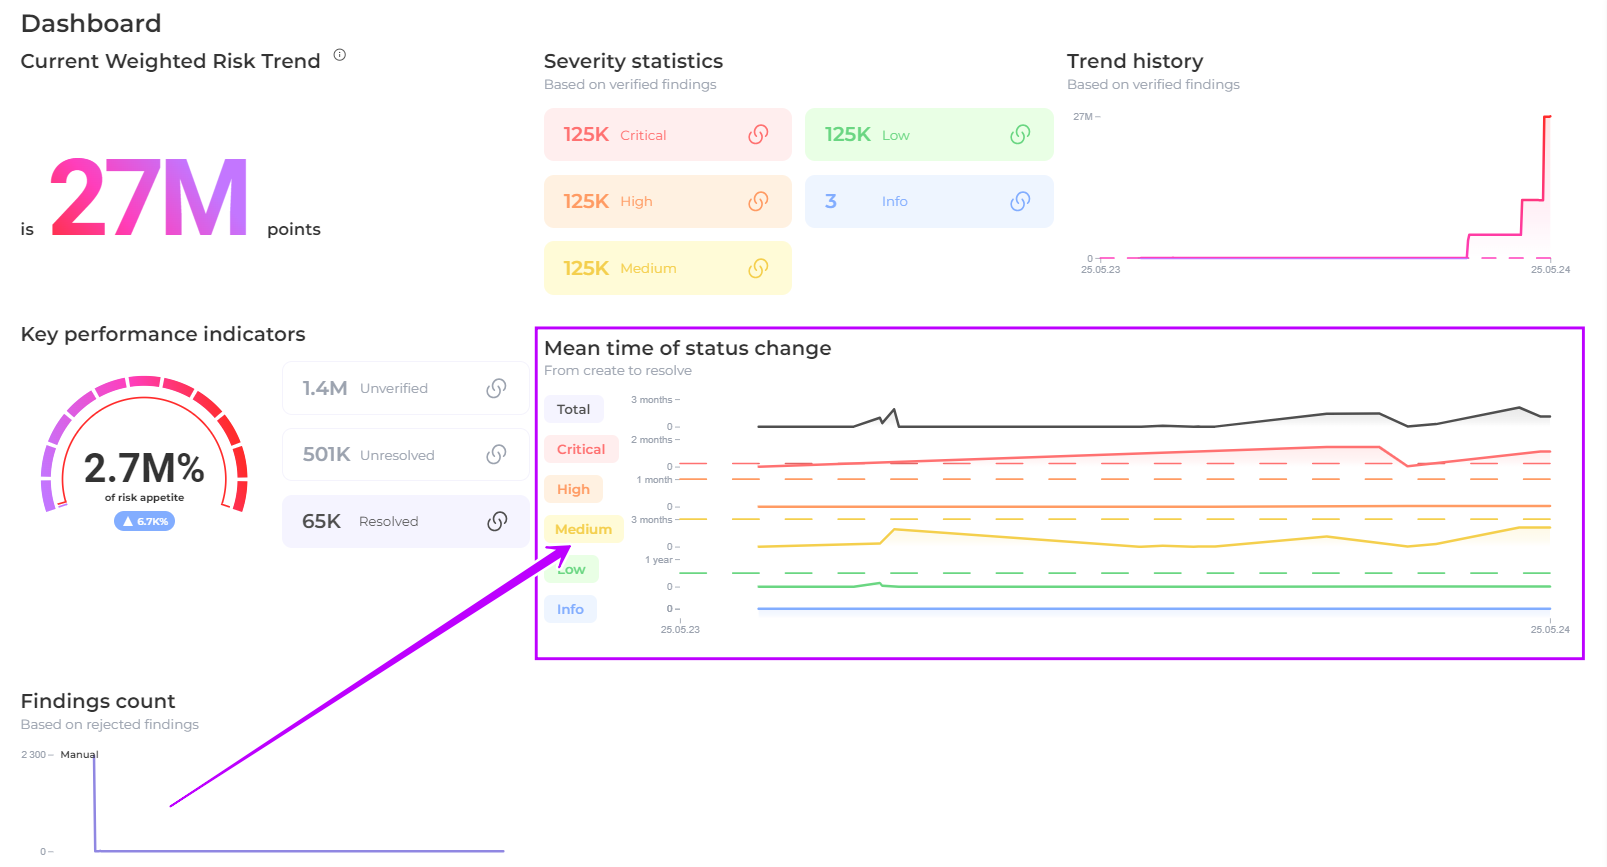 Dashboard
Current Weighted Risk Trend
is 27M points
Severity statistics
Based on verified findings
125K Critical
125K Low
125K High
3 Info
125K Medium
Trend history
Based on verified findings
27M
0
25.05.23
25.05.24
Key performance indicators
2.7M%
of risk appetite
6.7K%
1.4M Unverified
501K Unresolved
65K Resolved
Mean time of status change
From create to resolve
Total
3 months
0
Critical
2 months
0
High
1 month
0
Medium
3 months
0
Low
1 year
0
Info
0
25.05.23
25.05.24
Findings count
Based on rejected findings
2 300
Manual
0